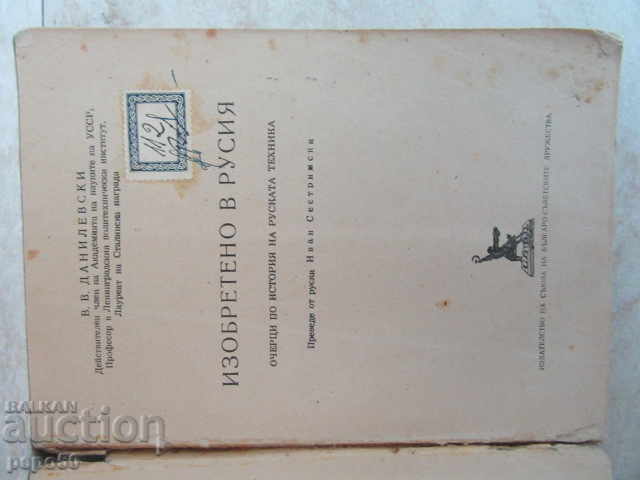 В. В. ДАНИЛЕВСКИ
Действителен член на Академията на науките на УССР,
Професор в Ленинградския политехнически институт,
Лауреат на Сталинова награда
ИЗОБРЕТЕНО В РУСИЯ
ОЧЕРЦИ ПО ИСТОРИЯ НА РУСКАТА ТЕХНИКА
Преведе от руски Иван Сестримски
ИЗДАТЕЛСТВО НА СЪЮЗА НА БЪЛГАРО-СЪВЕТСКИТЕ ДРУЖЕСТВА
BALKAN
Auction
papo50